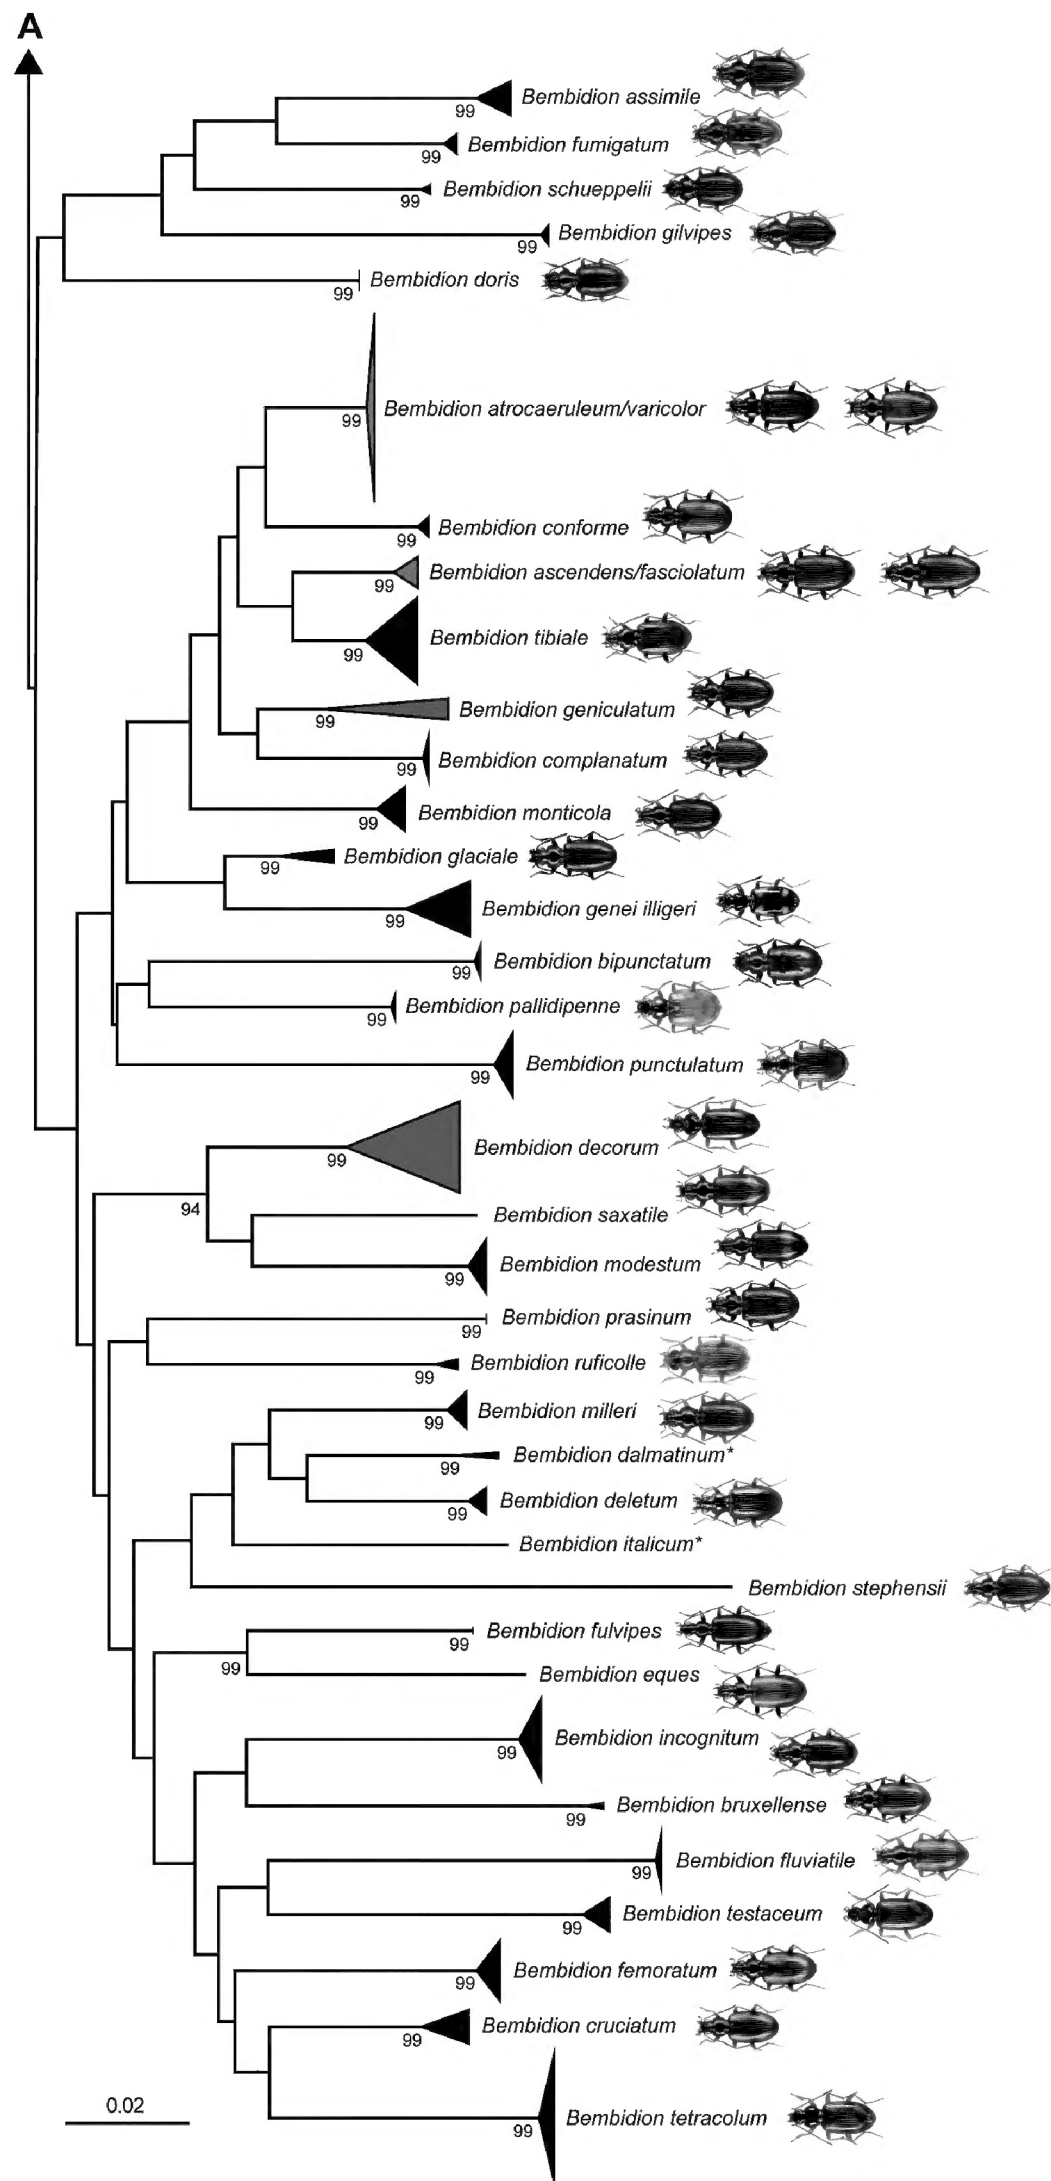 A
99 Bembidion assimile
99 Bembidion fumigatum
99 Bembidion schueppelii
99 Bembidion gilvipes
99 Bembidion doris
99 Bembidion atrocaeruleum/varicolor
99 Bembidion conforme
99 Bembidion ascendens/fasciolatum
99 Bembidion tibiale
99 Bembidion geniculatum
99 Bembidion complanatum
99 Bembidion monticola
99 Bembidion glaciale
99 Bembidion genei illigeri
99 Bembidion bipunctatum
99 Bembidion pallidipenne
99 Bembidion punctulatum
99 Bembidion decorum
94
Bembidion saxatile
99 Bembidion modestum
99 Bembidion prasinum
99 Bembidion ruficolle
99 Bembidion milleri
99 Bembidion dalmatinum*
99 Bembidion deletum
Bembidion italicum*
Bembidion stephensii
99 Bembidion fulvipes
99
Bembidion eques
99 Bembidion incognitum
99 Bembidion bruxellense
99 Bembidion fluviatile
99 Bembidion testaceum
99 Bembidion femoratum
99 Bembidion cruciatum
0.02
99 Bembidion tetracolum